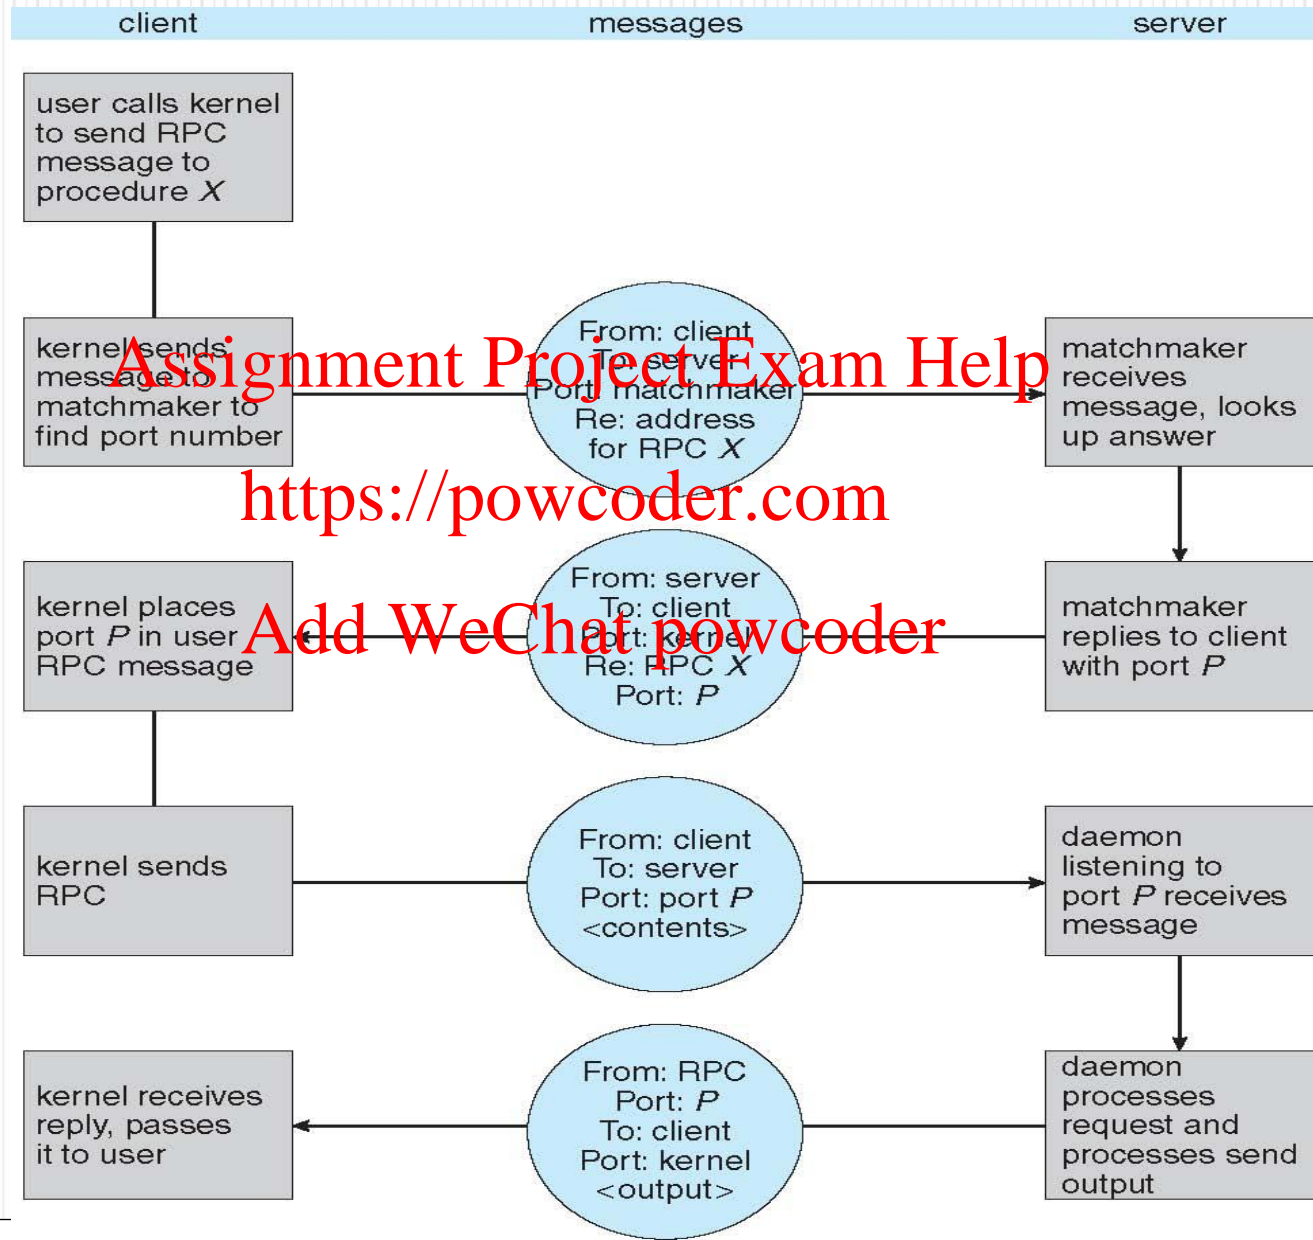 client
messages
server
user calls kernel
to send RPC
message to
procedure X
kernel sends
message to
matchmaker to
find port number
From: client
To: server
Port: matchmaker
Re: address
for RPC X
matchmaker
receives
message, looks
up answer
Assignment Project Exam Help
https://powcoder.com
kernel places
port P in user
RPC message
From: server
To: client
Port: kernel
Re: RPC X
Port: P
matchmaker
replies to client
with port P
Add WeChat powcoder
kernel sends
RPC
From: client
To: server
Port: port P
<contents>
daemon
listening to
port P receives
message
kernel receives
reply, passes
it to user
From: RPC
Port: P
To: client
Port: kernel
<output>
daemon
processes
request and
processes send
output